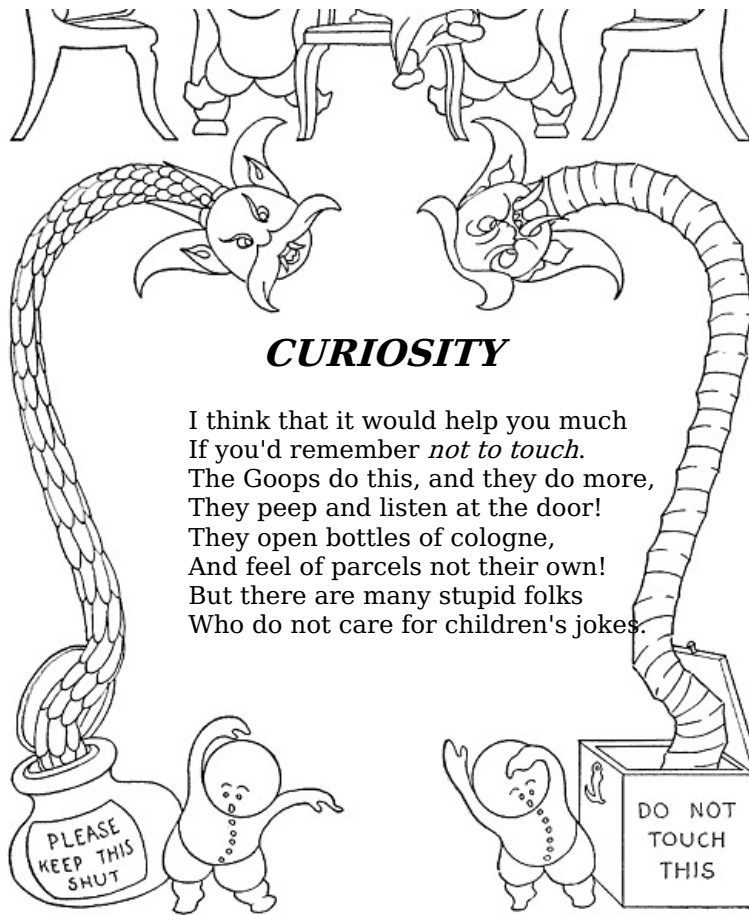 CURIOSITY
I think that it would help you much
If you'd remember not to touch.
The Goops do this, and they do more,
They peep and listen at the door!
They open bottles of cologne,
And feel of parcels not their own!
But there are many stupid folks
Who do not care for children's jokes.
PLEASE
KEEP THIS
SHUT
DO NOT
TOUCH
THIS